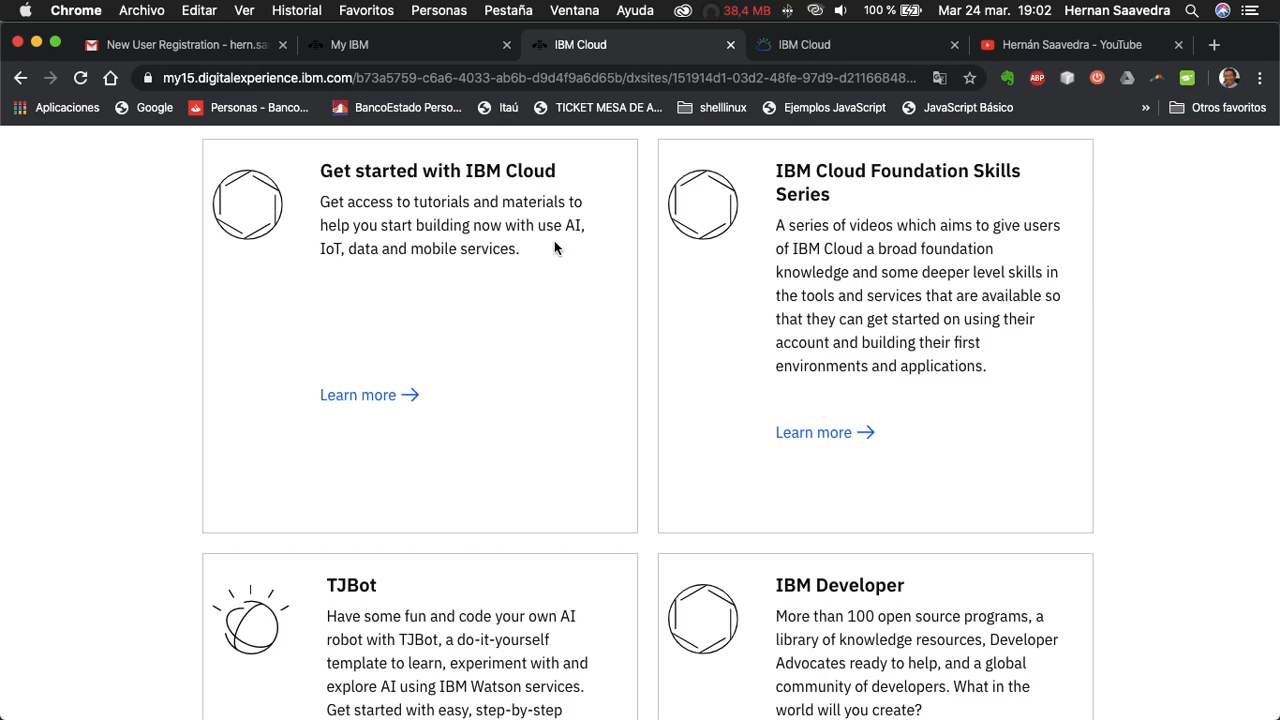 Chrome Archivo Editar Ver Historial Favoritos Personas Pestaña Ventana Ayuda 38,4 MB 100 % Mar 24 mar. 19:02 Hernan Saavedra
New User Registration - hern.sa
My IBM
IBM Cloud
IBM Cloud
Hernán Saavedra - YouTube
my15.digitalexperience.ibm.com/b73a5759-c6a6-4033-ab6b-d9d4f9a6d65b/dxsites/151914d1-03d2-48fe-97d9-d21166848...
ABP
Aplicaciones Google Personas - Banco... BancoEstado Perso... Itaú TICKET MESA DE A... shellinux Ejemplos JavaScript JavaScript Básico » Otros favoritos
Get started with IBM Cloud
Get access to tutorials and materials to
help you start building now with use AI,
IoT, data and mobile services.
Learn more
IBM Cloud Foundation Skills
Series
A series of videos which aims to give users
of IBM Cloud a broad foundation
knowledge and some deeper level skills in
the tools and services that are available so
that they can get started on using their
account and building their first
environments and applications.
Learn more
TJBot
Have some fun and code your own AI
robot with TJBot, a do-it-yourself
template to learn, experiment with and
explore AI using IBM Watson services.
Get started with easy, step-by-step
IBM Developer
More than 100 open source programs, a
library of knowledge resources, Developer
Advocates ready to help, and a global
community of developers. What in the
world will you create?